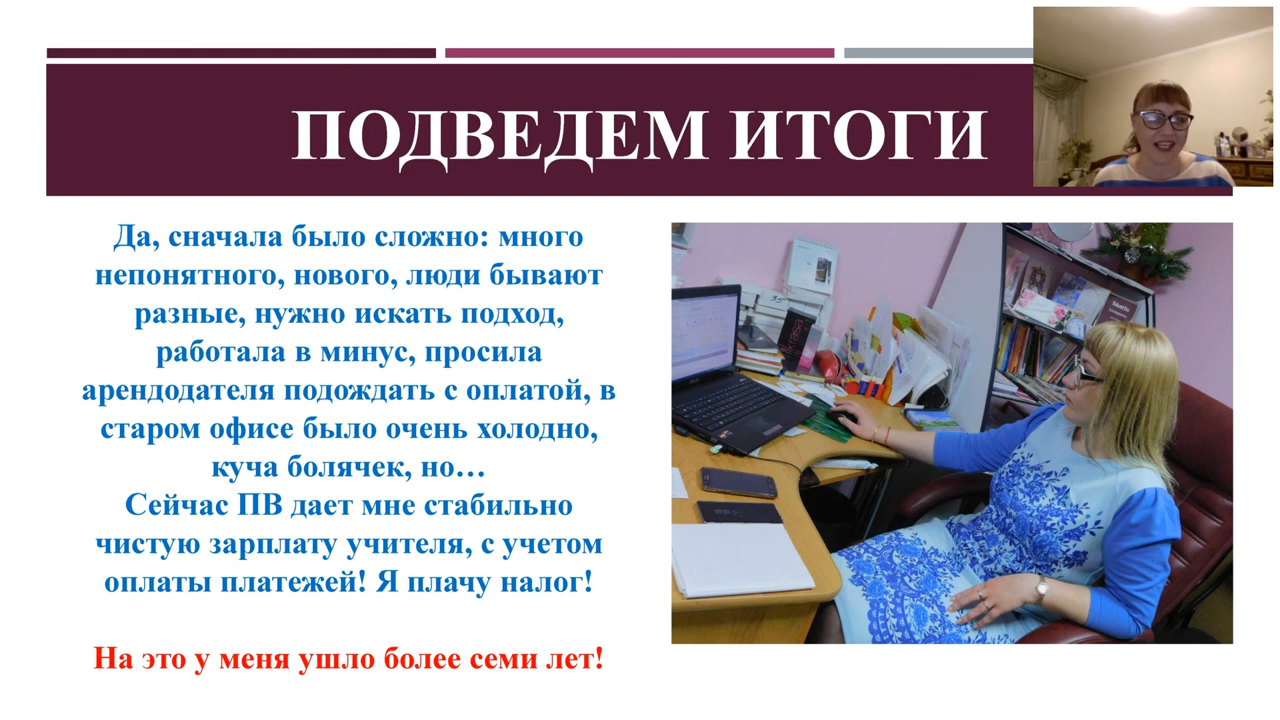 ПОДВЕДЕМ ИТОГИ
Да, сначала было сложно: много
непонятного, нового, люди бывают
разные, нужно искать подход,
работала в минус, просила
арендодателя подождать с оплатой, в
старом офисе было очень холодно,
куча болячек, но…
Сейчас ПВ дает мне стабильно
чистую зарплату учителя, с учетом
оплаты платежей! Я плачу налог!
На это у меня ушло более семи лет!